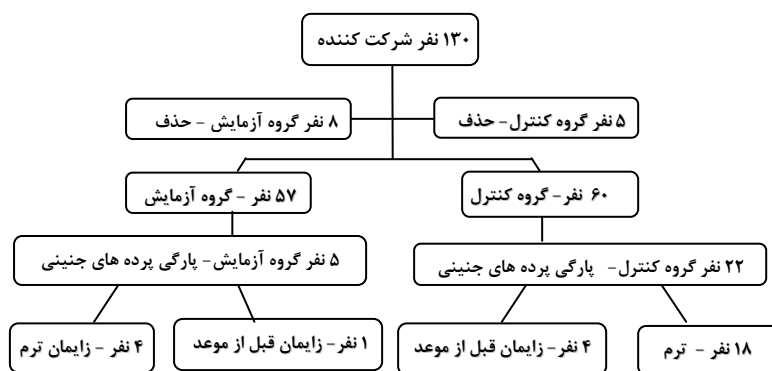 ۱۳۰ نفر شرکت کننده
۵ نفر گروه کنترل- حذف
۸ نفر گروه آزمایش - حذف
۶۰ نفر- گروه کنترل
۵۷ نفر - گروه آزمایش
۲۲ نفر گروه کنترل- پارگی پرده های جنینی
۵ نفر گروه آزمایش- پارگی پرده های جنینی
۱۸ نفر - ترم
۴ نفر- زایمان قبل از موعد
۱ نفر- زایمان قبل از موعد
۴ نفر - زایمان ترم